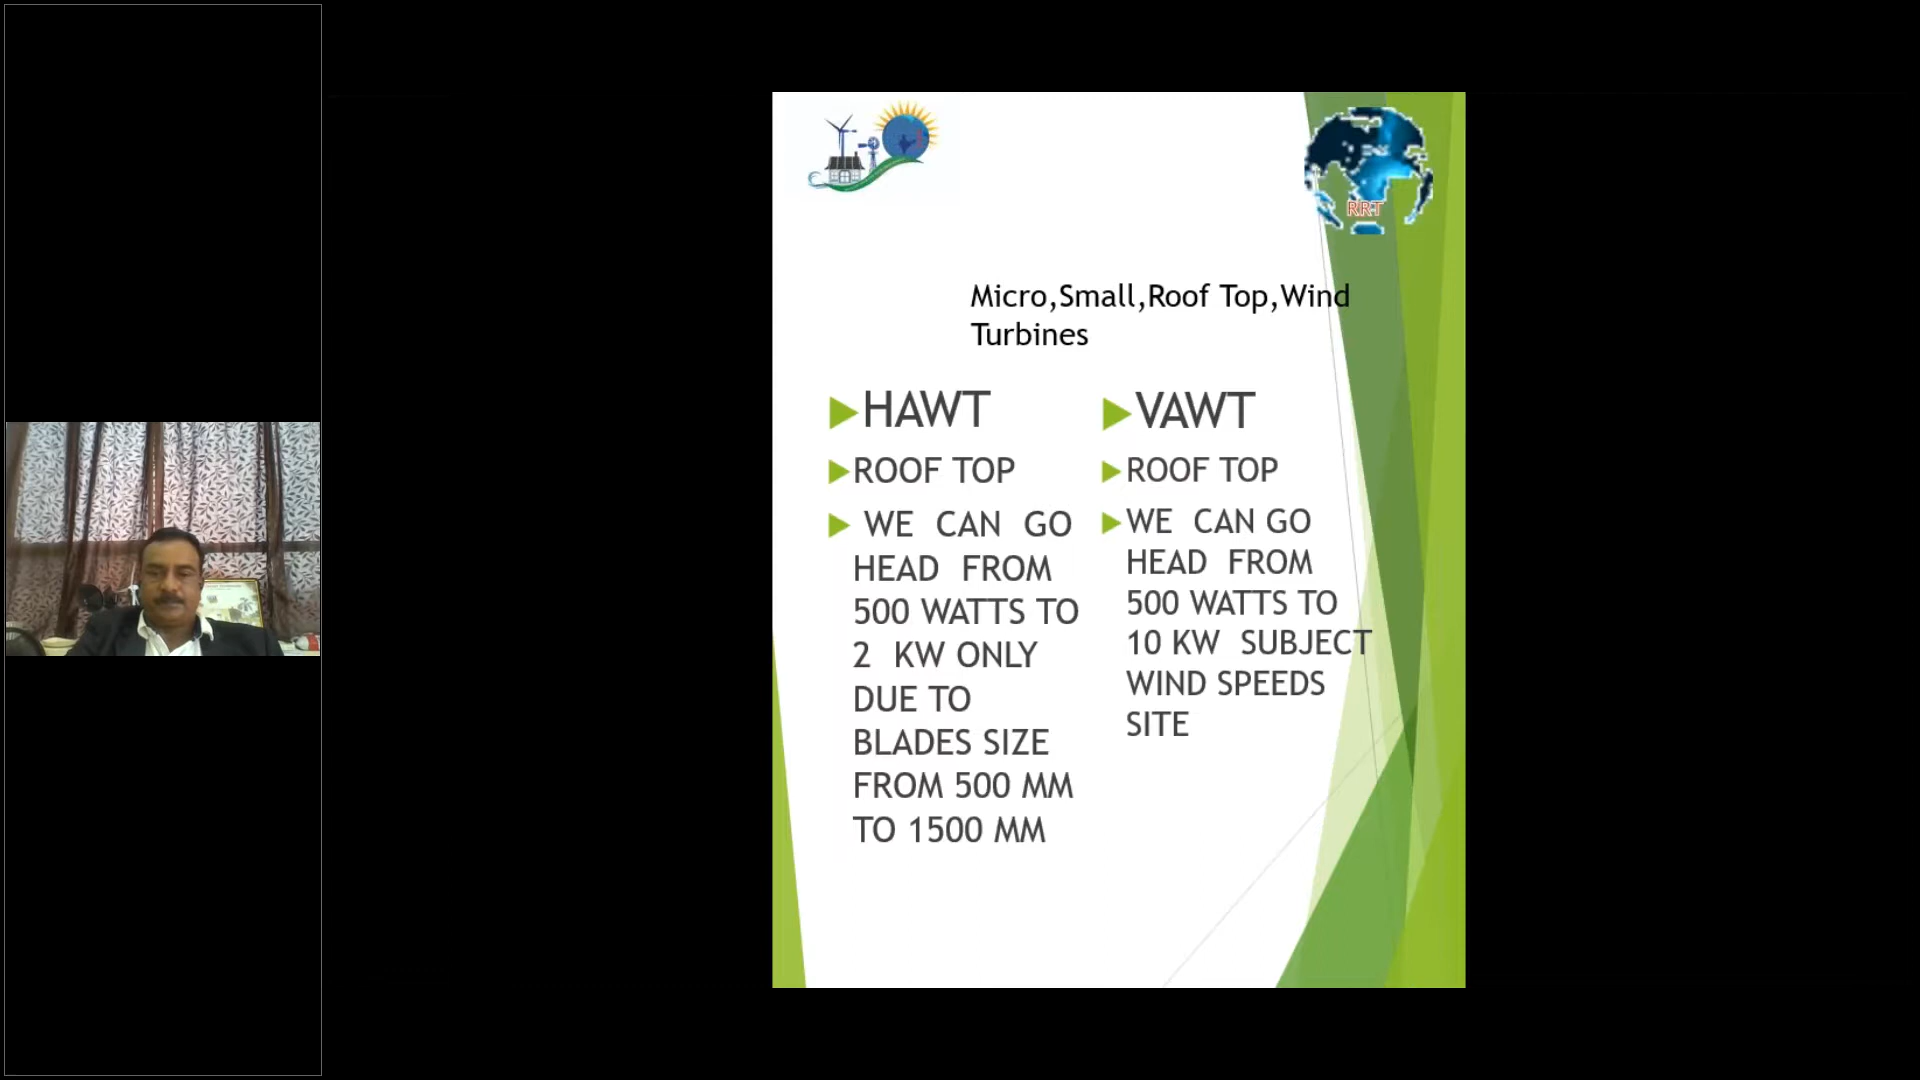 RRT
Micro,Small,Roof Top,Wind
Turbines
HAWT
ROOF TOP
WE CAN GO
HEAD FROM
500 WATTS TO
2 KW ONLY
DUE TO
BLADES SIZE
FROM 500 MM
TO 1500 MM
VAWT
ROOF TOP
WE CAN GO
HEAD FROM
500 WATTS TO
10 KW SUBJECT
WIND SPEEDS
SITE